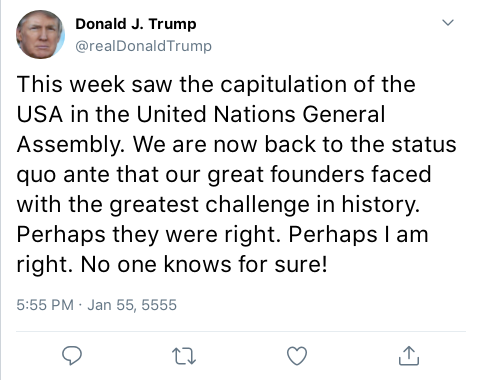 Donald J. Trump
@realDonaldTrump
This week saw the capitulation of the
USA in the United Nations General
Assembly. We are now back to the status
quo ante that our great founders faced
with the greatest challenge in history.
Perhaps they were right. Perhaps I am
right. No one knows for sure!
5:55 PM · Jan 55, 5555